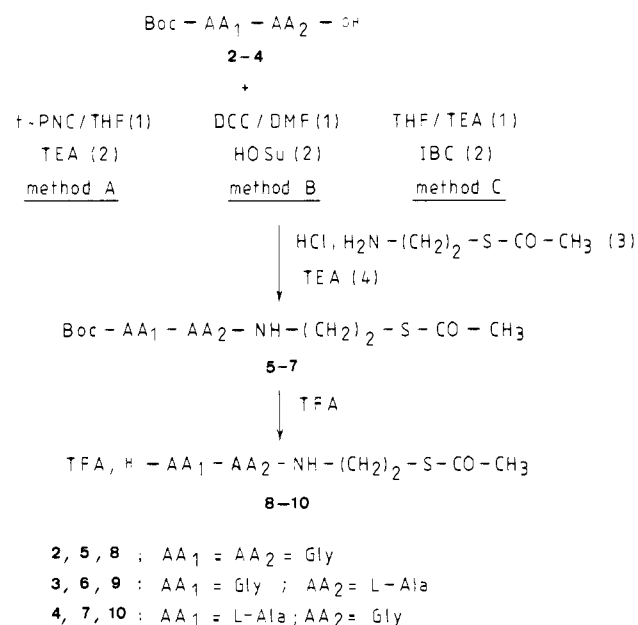 Boc – AA₁ – AA₂ – OH
2–4
+
t-PNC/THF(1) DCC/DMF(1) THF/TEA(1)
TEA (2) HOSu (2) IBC (2)
method A method B method C
HCl, H₂N–(CH₂)₂–S–CO–CH₃ (3)
TEA (4)
Boc – AA₁ – AA₂ – NH –(CH₂)₂ – S – CO – CH₃
5–7
TFA
TFA, H – AA₁ – AA₂ – NH –(CH₂)₂ –S–CO–CH₃
8–10
2, 5, 8 ; AA₁ = AA₂ = Gly
3, 6, 9 : AA₁ = Gly ; AA₂ = L-Ala
4, 7, 10 : AA₁ = L-Ala; AA₂ = Gly